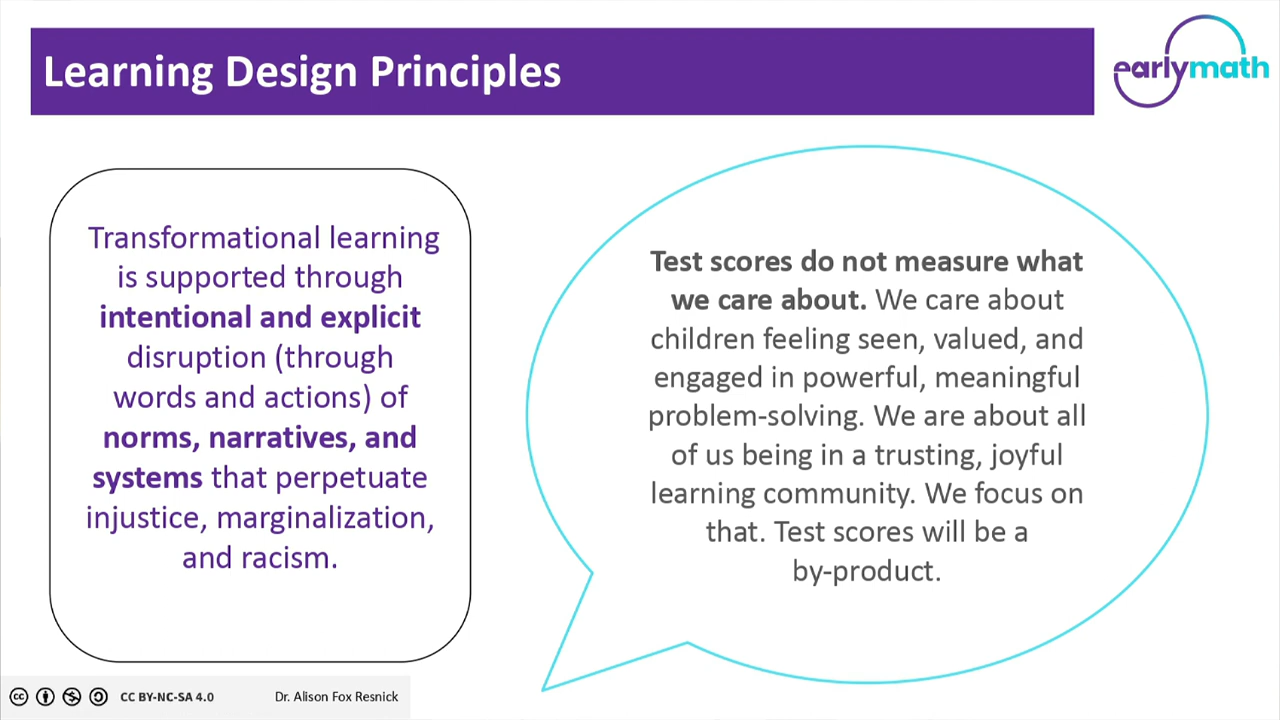 Learning Design Principles
earlymath
Transformational learning
is supported through
intentional and explicit
disruption (through
words and actions) of
norms, narratives, and
systems that perpetuate
injustice, marginalization,
and racism.
Test scores do not measure what
we care about. We care about
children feeling seen, valued, and
engaged in powerful, meaningful
problem-solving. We are about all
of us being in a trusting, joyful
learning community. We focus on
that. Test scores will be a
by-product.
cc CC BY-NC-SA 4.0 Dr. Alison Fox Resnick